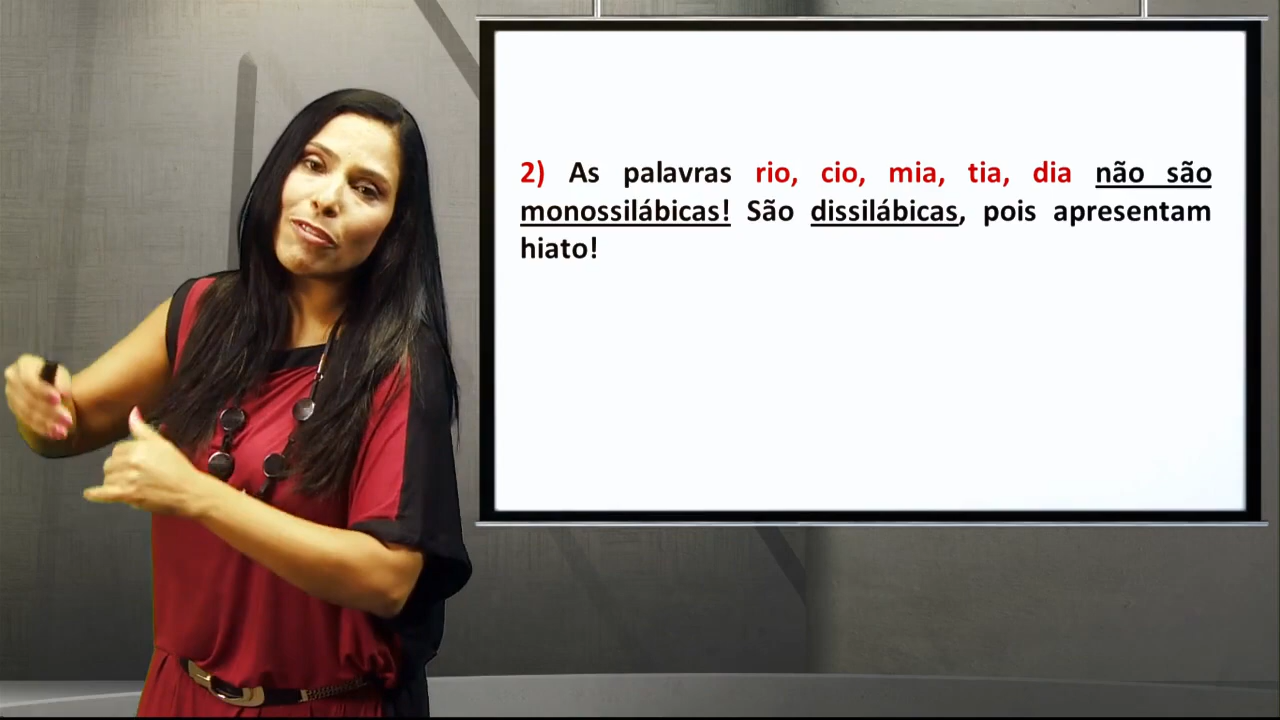 2) As palavras rio, cio, mia, tia, dia não são
monossilábicas! São dissilábicas, pois apresentam
hiato!